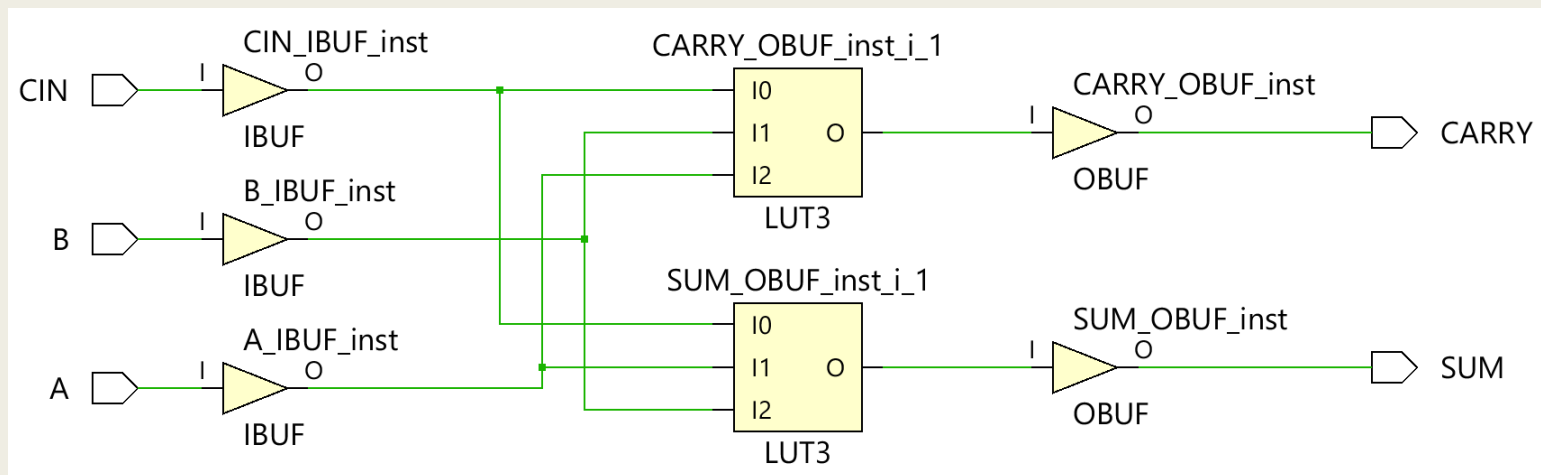 CIN_IBUF_inst
CARRY_OBUF_inst_i_1
CIN
I
O
IBUF
I0
I1
O
I2
LUT3
CARRY_OBUF_inst
I
O
OBUF
CARRY
B_IBUF_inst
B
I
O
IBUF
SUM_OBUF_inst_i_1
I0
I1
O
I2
LUT3
SUM_OBUF_inst
I
O
OBUF
SUM
A_IBUF_inst
A
I
O
IBUF